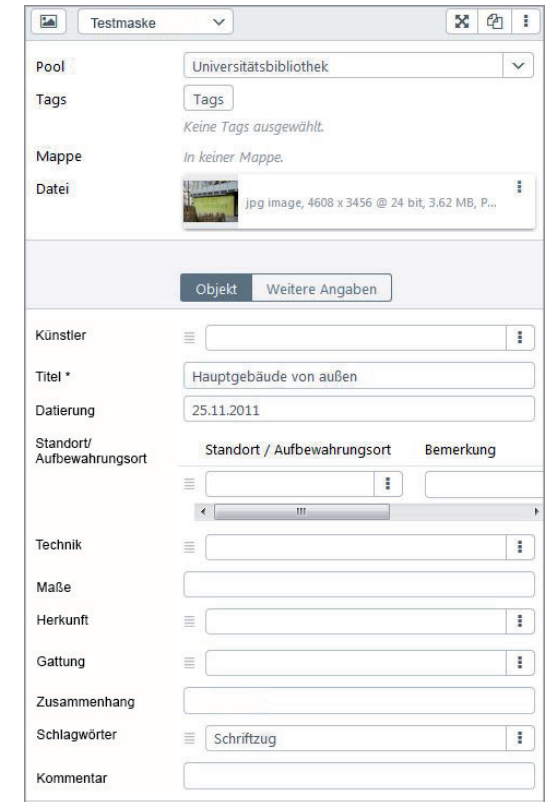 Testmaske
Pool Universitätsbibliothek
Tags Tags
Keine Tags ausgewählt.
Mappe In keiner Mappe.
Datei jpg image, 4608 x 3456 @ 24 bit, 3.62 MB, P...
Objekt Weitere Angaben
Künstler
Titel * Hauptgebäude von außen
Datierung 25.11.2011
Standort/
Aufbewahrungsort
Standort / Aufbewahrungsort Bemerkung
Technik
Maße
Herkunft
Gattung
Zusammenhang
Schlagwörter Schriftzug
Kommentar